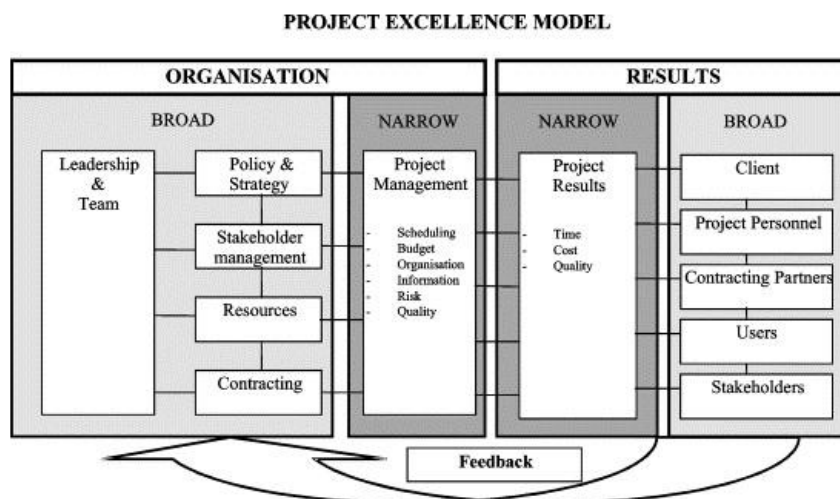 PROJECT EXCELLENCE MODEL
ORGANISATION
RESULTS
BROAD
NARROW
NARROW
BROAD
Leadership
&
Team
Policy &
Strategy
Stakeholder
management
Resources
Contracting
Project
Management
- Scheduling
- Budget
- Organisation
- Information
- Risk
- Quality
Project
Results
- Time
- Cost
- Quality
Client
Project Personnel
Contracting Partners
Users
Stakeholders
Feedback